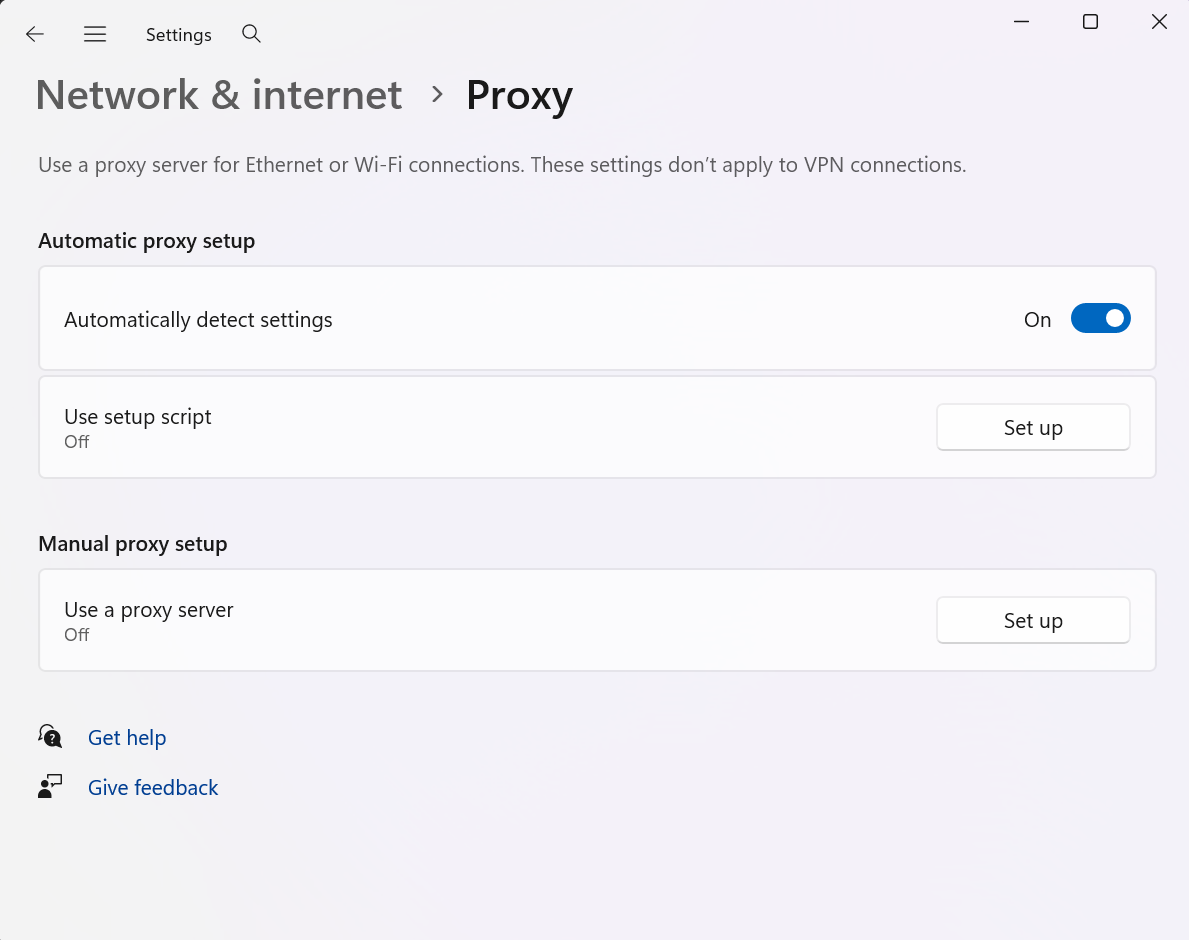 Settings
Network & internet > Proxy
Use a proxy server for Ethernet or Wi-Fi connections. These settings don’t apply to VPN connections.
Automatic proxy setup
Automatically detect settings
On
Use setup script
Off
Set up
Manual proxy setup
Use a proxy server
Off
Set up
Get help
Give feedback